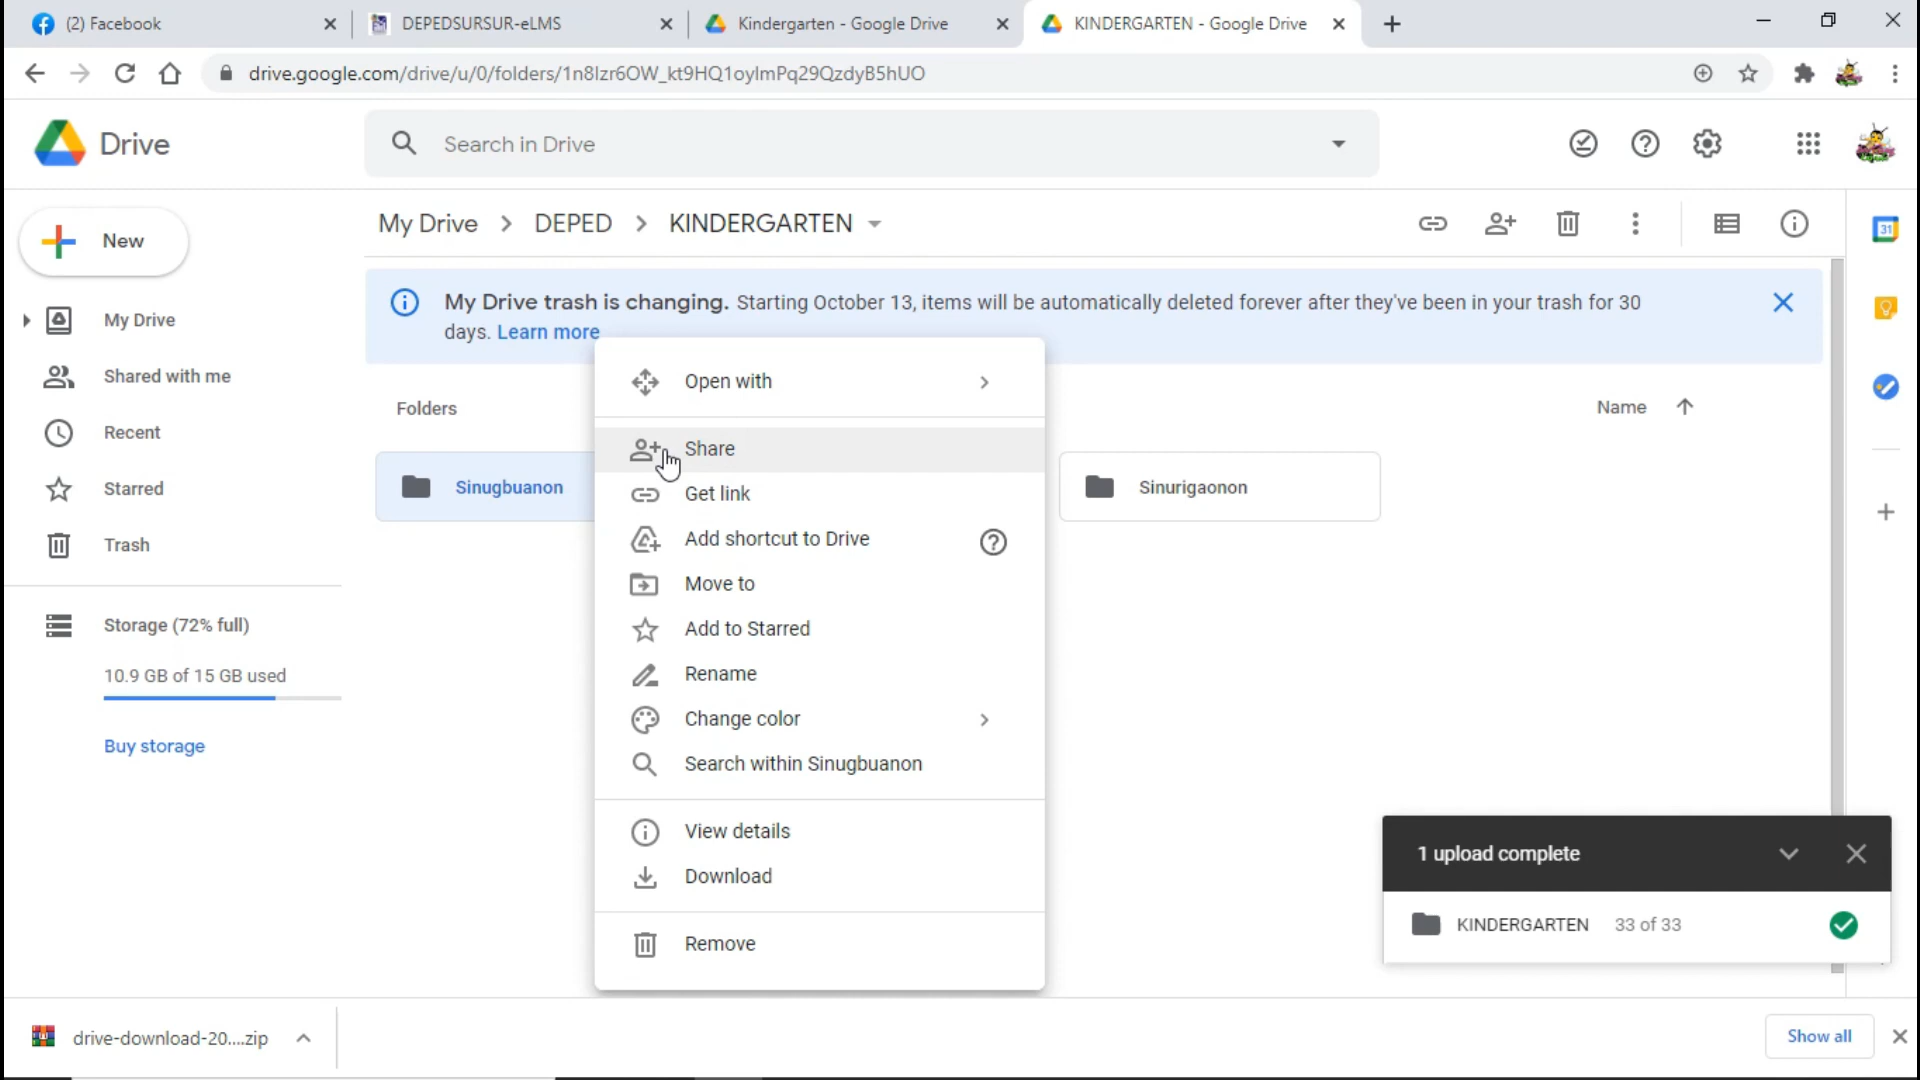 (2) Facebook
DEPEDSURSUR-eLMS
Kindergarten - Google Drive
KINDERGARTEN - Google Drive
drive.google.com/drive/u/0/folders/1n8Izr6OW_kt9HQ1oyImPq29QzdyB5hUO
Drive
Search in Drive
New
My Drive > DEPED > KINDERGARTEN
31
My Drive trash is changing. Starting October 13, items will be automatically deleted forever after they've been in your trash for 30
days. Learn more
My Drive
Shared with me
Recent
Starred
Trash
Storage (72% full)
10.9 GB of 15 GB used
Buy storage
Folders
Name
Sinugbuanon
Sinurigaonon
Open with
Share
Get link
Add shortcut to Drive
Move to
Add to Starred
Rename
Change color
Search within Sinugbuanon
View details
Download
Remove
1 upload complete
KINDERGARTEN 33 of 33
drive-download-20....zip
Show all